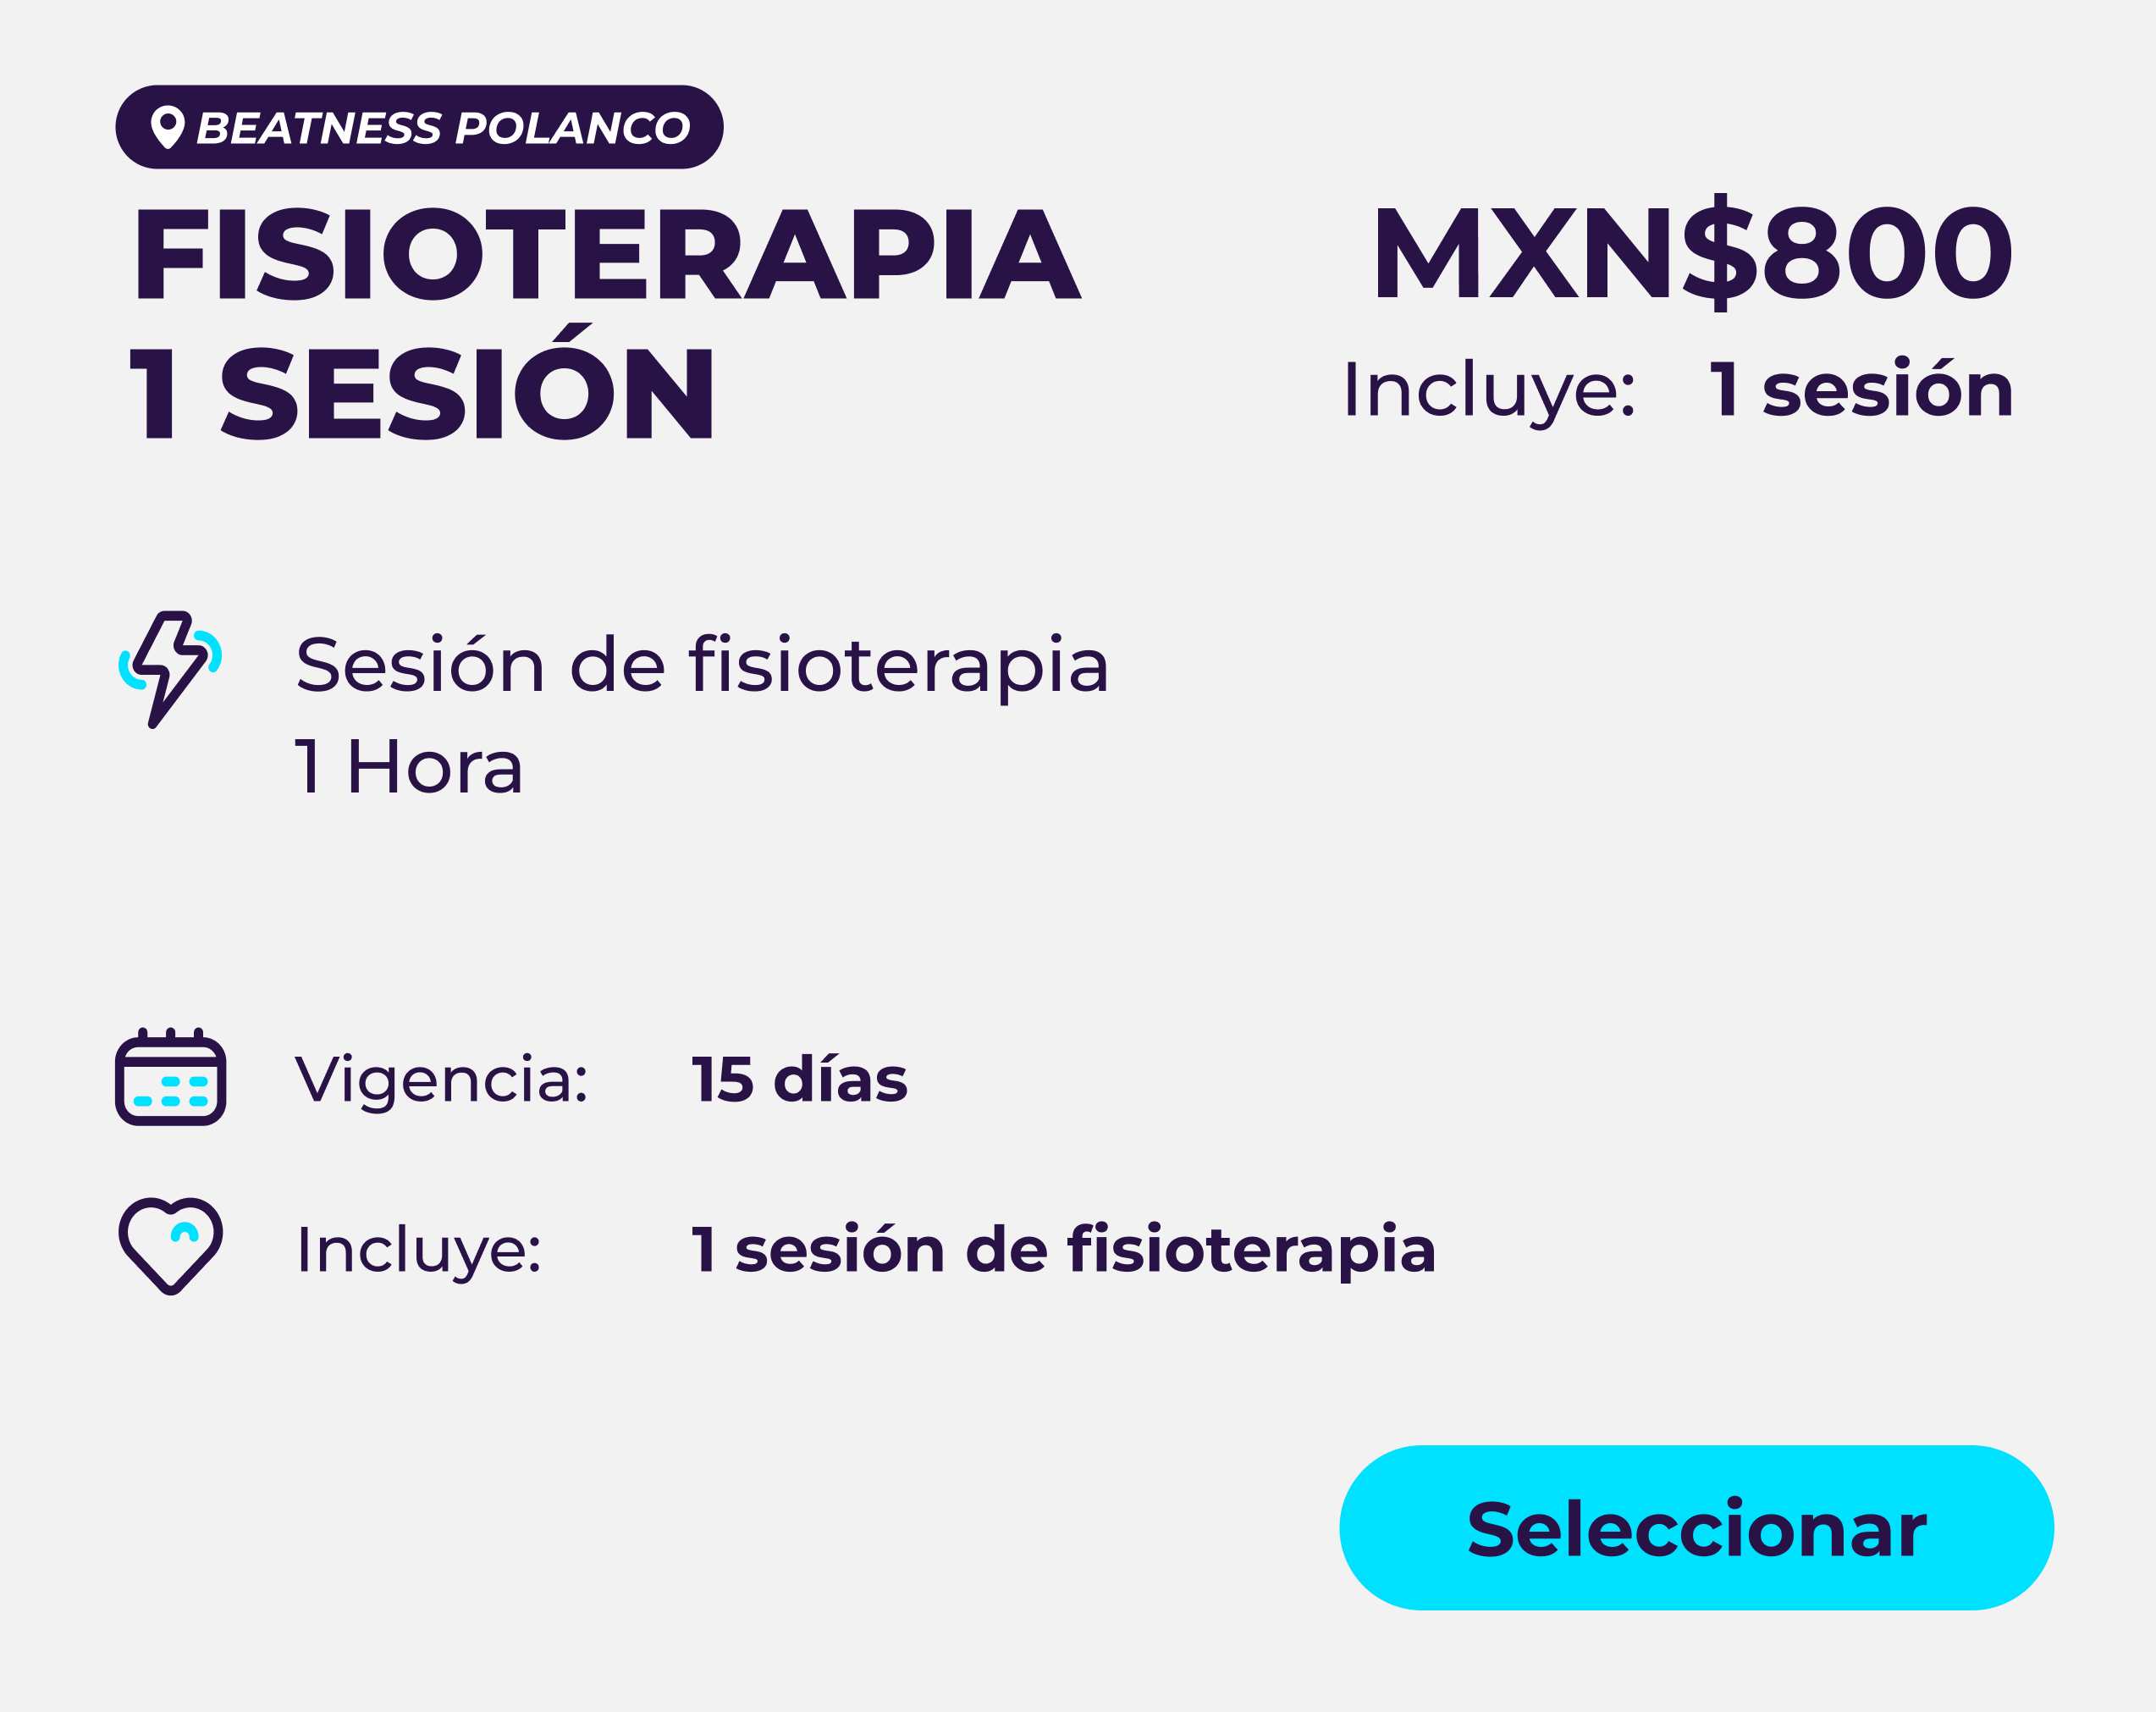 BEATNESS POLANCO
FISIOTERAPIA
1 SESIÓN
MXN$800
Incluye: 1 sesión
Sesión de fisioterapia
1 Hora
Vigencia: 15 días
Incluye: 1 sesión de fisioterapia
Seleccionar